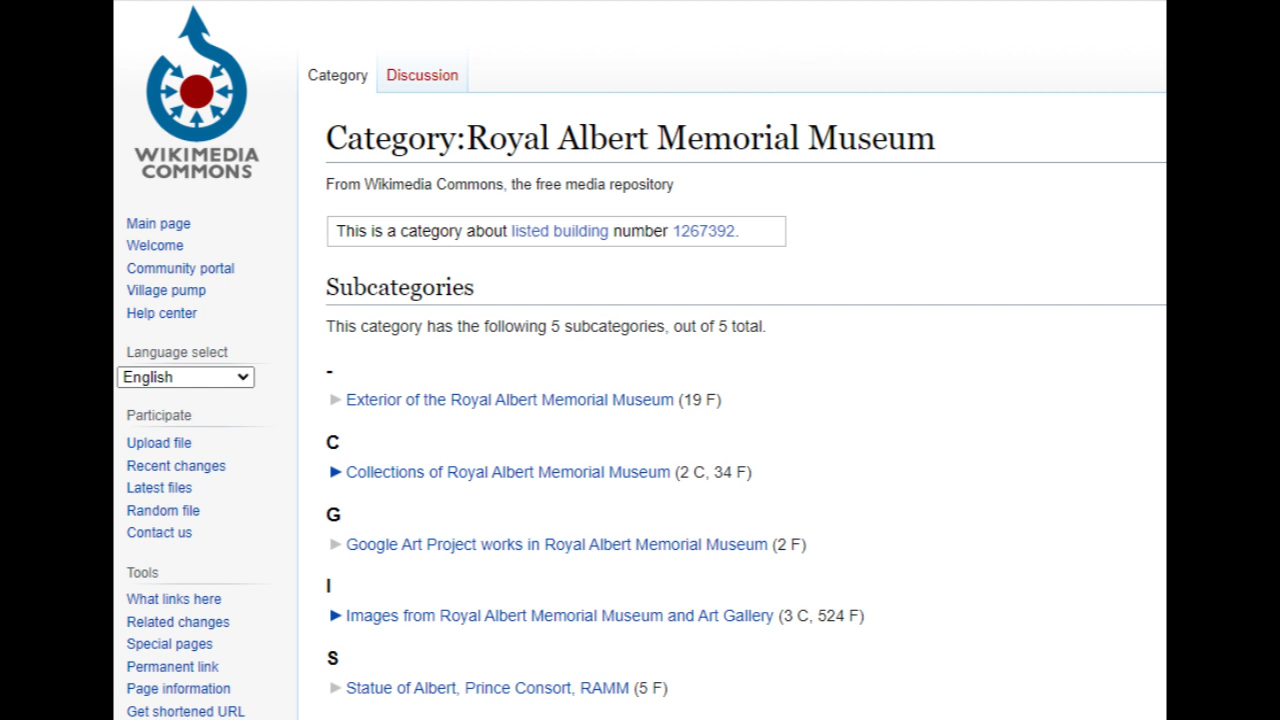 WIKIMEDIA
COMMONS
Main page
Welcome
Community portal
Village pump
Help center
Language select
English
Participate
Upload file
Recent changes
Latest files
Random file
Contact us
Tools
What links here
Related changes
Special pages
Permanent link
Page information
Get shortened URL
Category
Discussion
Category:Royal Albert Memorial Museum
From Wikimedia Commons, the free media repository
This is a category about listed building number 1267392.
Subcategories
This category has the following 5 subcategories, out of 5 total.
-
Exterior of the Royal Albert Memorial Museum (19 F)
C
Collections of Royal Albert Memorial Museum (2 C, 34 F)
G
Google Art Project works in Royal Albert Memorial Museum (2 F)
I
Images from Royal Albert Memorial Museum and Art Gallery (3 C, 524 F)
S
Statue of Albert, Prince Consort, RAMM (5 F)